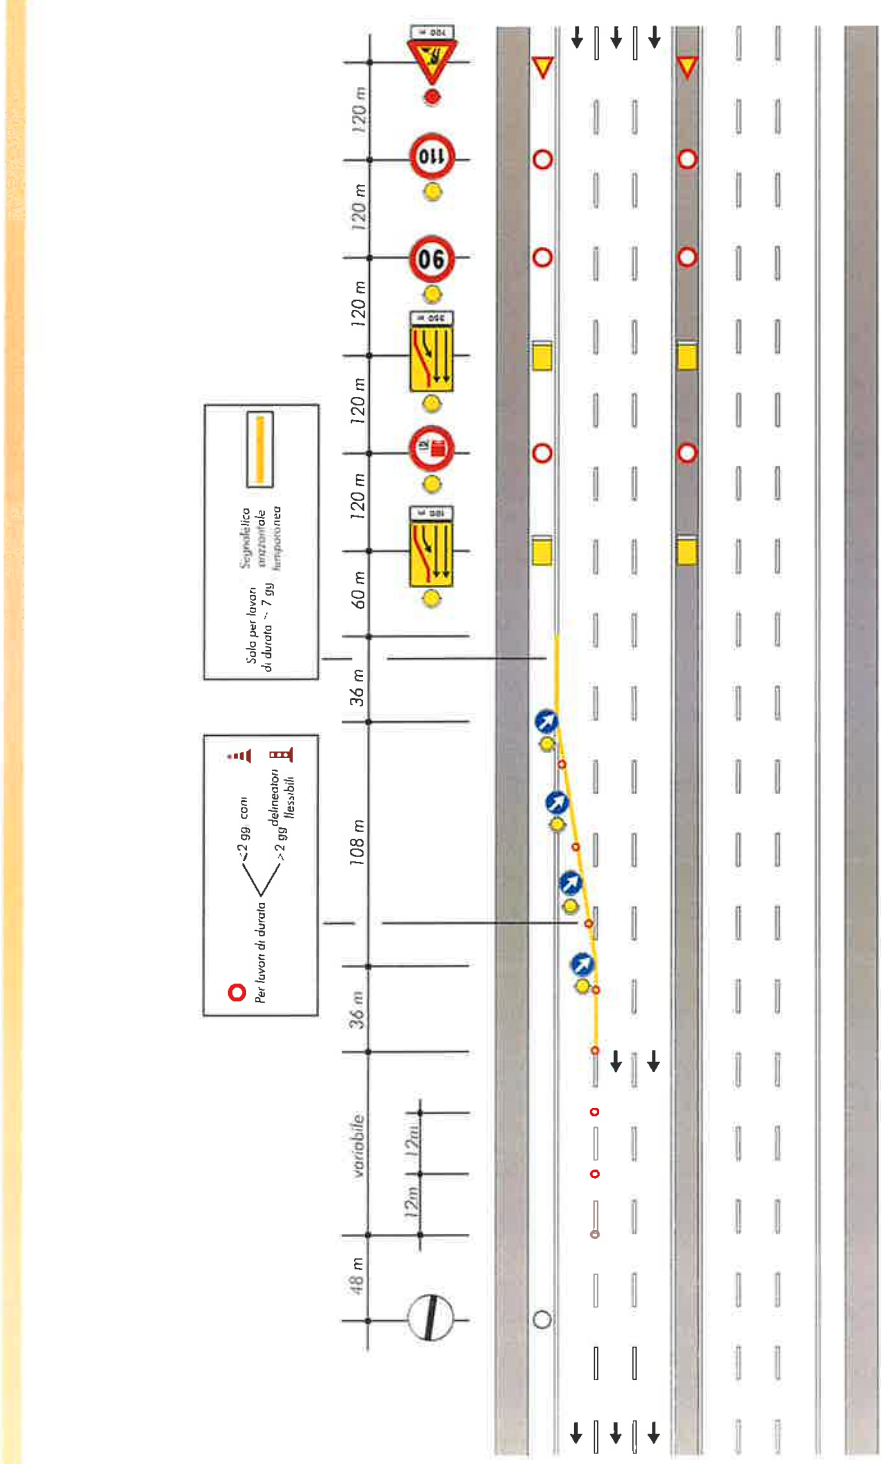 700 m
120 m
110
120 m
90
120 m
350 m
120 m
120 m
100 m
60 m
36 m
108 m
36 m
variabile
12m
12m
48 m
Segnaletica
orizzontale
temporanea
Solo per lavori
di durata > 7 gg
Per lavori di durata
<2 gg. coni
>2 gg delineatori
flessibili